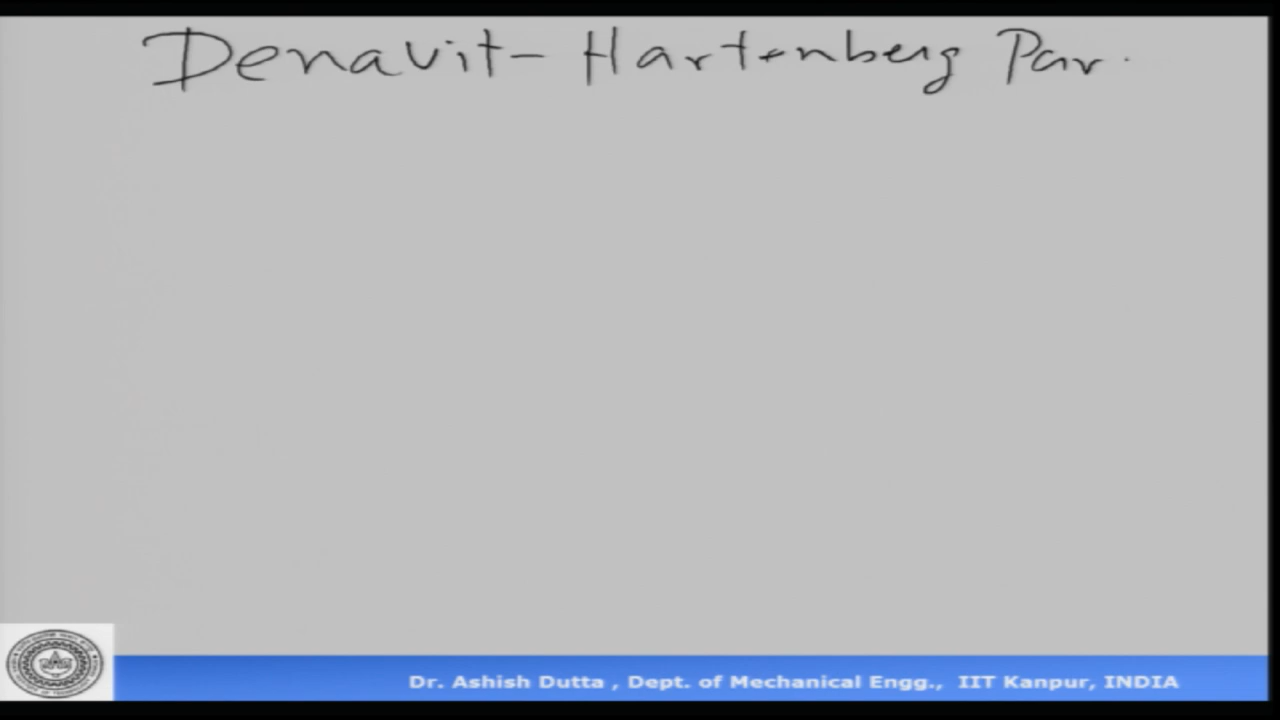 Denavit-Hartenberg Par.
Dr. Ashish Dutta , Dept. of Mechanical Engg., IIT Kanpur, INDIA